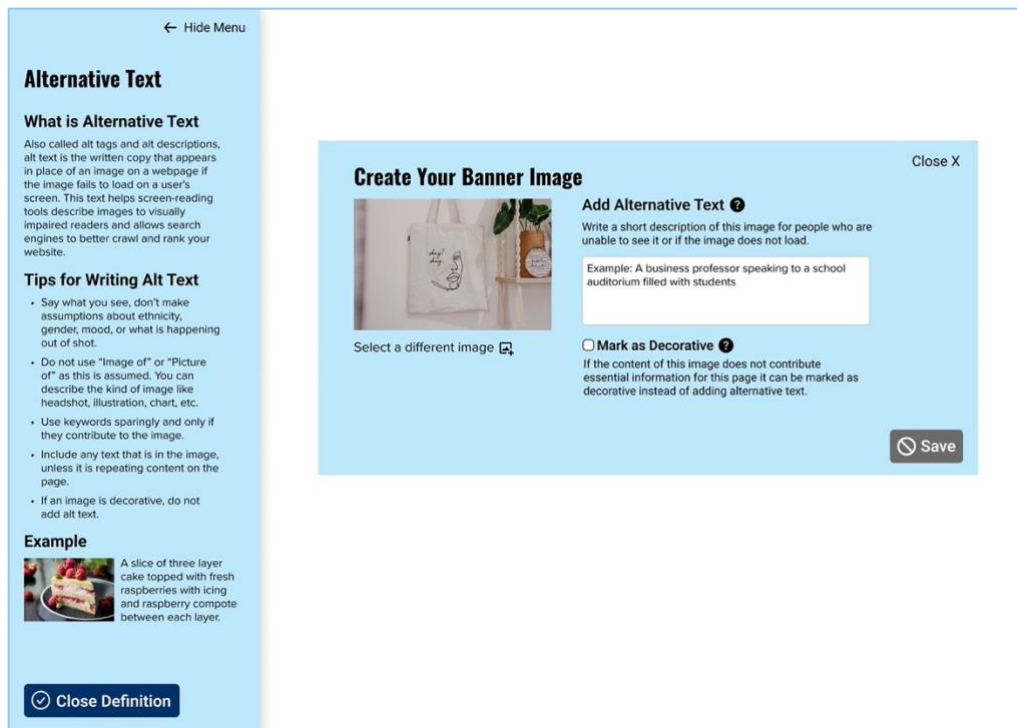 ← Hide Menu
Alternative Text
What is Alternative Text
Also called alt tags and alt descriptions,
alt text is the written copy that appears
in place of an image on a webpage if
the image fails to load on a user's
screen. This text helps screen-reading
tools describe images to visually
impaired readers and allows search
engines to better crawl and rank your
website.
Tips for Writing Alt Text
• Say what you see, don't make
assumptions about ethnicity,
gender, mood, or what is happening
out of shot.
• Do not use "Image of" or "Picture
of" as this is assumed. You can
describe the kind of image like
headshot, illustration, chart, etc.
• Use keywords sparingly and only if
they contribute to the image.
• Include any text that is in the image,
unless it is repeating content on the
page.
• If an image is decorative, do not
add alt text.
Example
A slice of three layer
cake topped with fresh
raspberries with icing
and raspberry compote
between each layer.
Close Definition
Close X
Create Your Banner Image
Select a different image
Add Alternative Text ?
Write a short description of this image for people who are
unable to see it or if the image does not load.
Example: A business professor speaking to a school
auditorium filled with students
Mark as Decorative ?
If the content of this image does not contribute
essential information for this page it can be marked as
decorative instead of adding alternative text.
Save